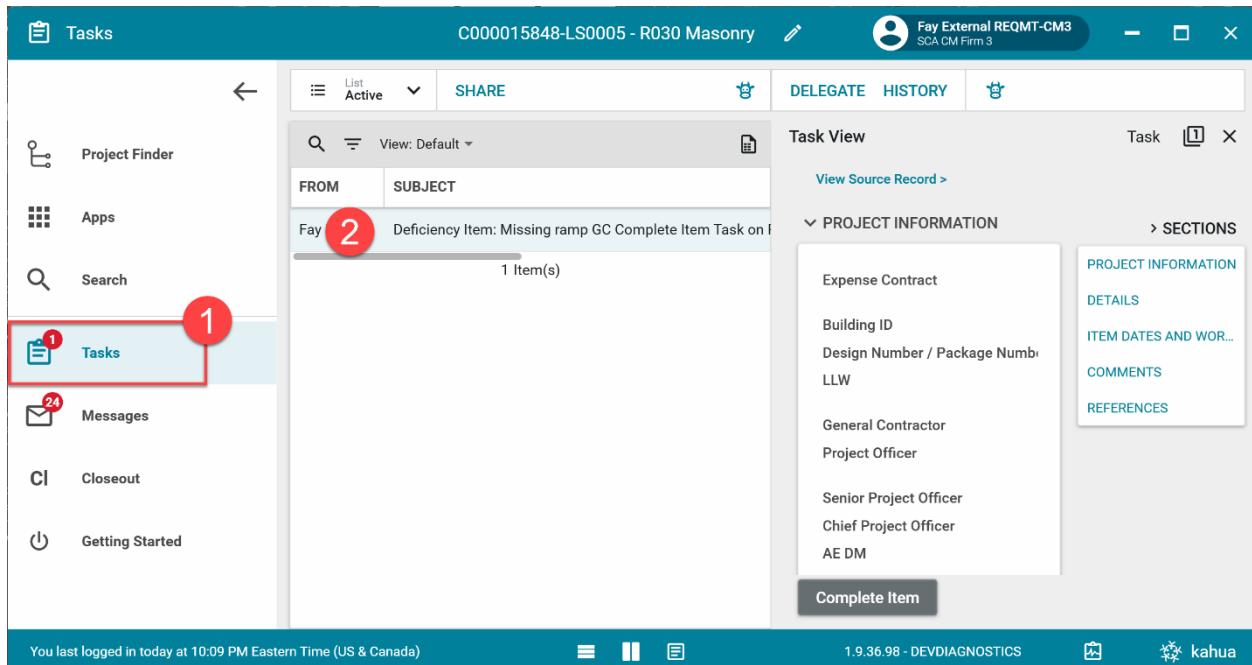 Tasks
C000015848-LS0005 - R030 Masonry
Fay External REQMT-CM3
SCA CM Firm 3
List
Active
SHARE
DELEGATE HISTORY
Project Finder
Apps
Search
1
1
Tasks
24
Messages
Cl Closeout
Getting Started
View: Default
FROM SUBJECT
Fay
2
Deficiency Item: Missing ramp GC Complete Item Task on
1 Item(s)
Task View
Task 1
View Source Record >
PROJECT INFORMATION
Expense Contract
Building ID
Design Number / Package Numb
LLW
General Contractor
Project Officer
Senior Project Officer
Chief Project Officer
AE DM
Complete Item
> SECTIONS
PROJECT INFORMATION
DETAILS
ITEM DATES AND WOR...
COMMENTS
REFERENCES
You last logged in today at 10:09 PM Eastern Time (US & Canada)
1.9.36.98 - DEVDIAGNOSTICS
kahua